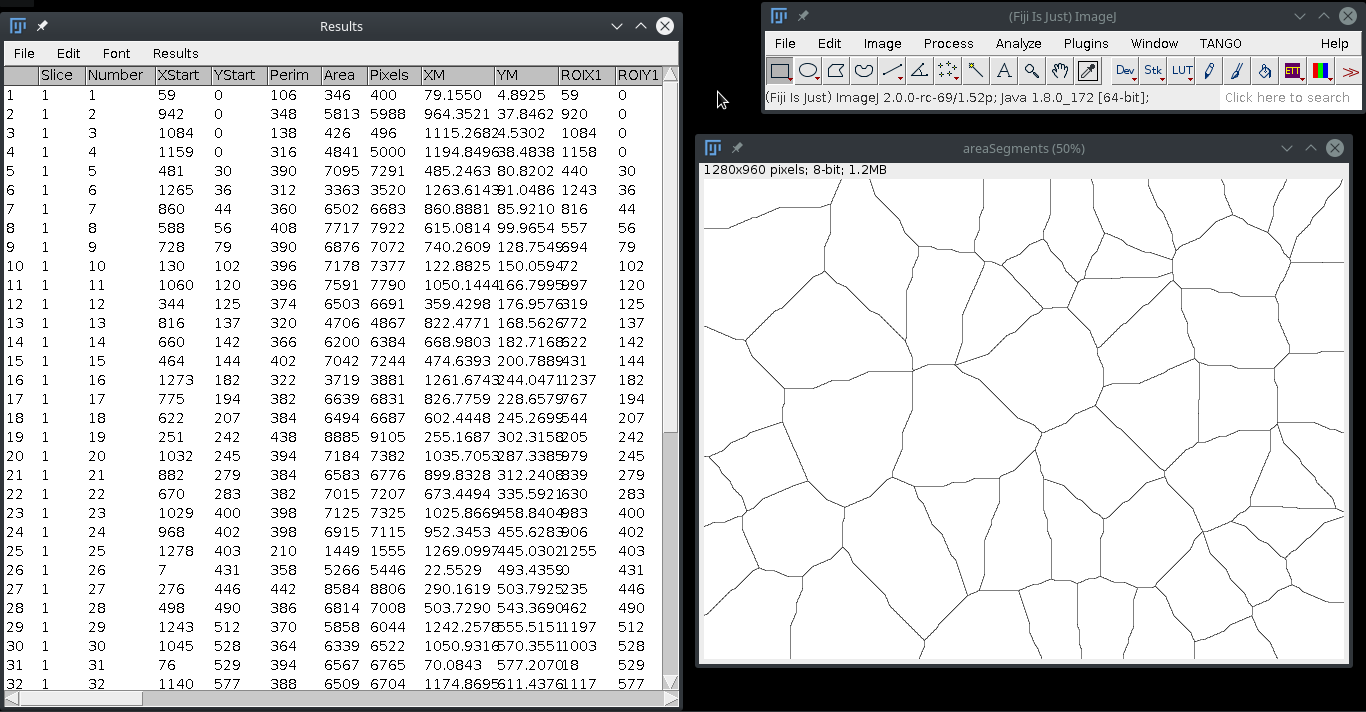 Results
File Edit Font Results
Slice Number XStart YStart Perim Area Pixels XM YM ROIX1 ROIY1
1 1 1 59 0 106 346 400 79.1550 4.8925 59 0
2 1 2 942 0 348 5813 5988 964.3521 37.8462 920 0
3 1 3 1084 0 138 426 496 1115.2682 4.5302 1084 0
4 1 4 1159 0 316 4841 5000 1194.8496 38.4838 1158 0
5 1 5 481 30 390 7095 7291 485.2463 80.8202 440 30
6 1 6 1265 36 312 3363 3520 1263.6143 91.0486 1243 36
7 1 7 860 44 360 6502 6683 860.8881 85.9210 816 44
8 1 8 588 56 408 7717 7922 615.0814 99.9654 557 56
9 1 9 728 79 390 6876 7072 740.2609 128.7549 694 79
10 1 10 130 102 396 7178 7377 122.8825 150.0594 72 102
11 1 11 1060 120 396 7591 7790 1050.1444 166.7995 997 120
12 1 12 344 125 374 6503 6691 359.4298 176.9576 319 125
13 1 13 816 137 320 4706 4867 822.4771 168.5626 772 137
14 1 14 660 142 366 6200 6384 668.9803 182.7168 622 142
15 1 15 464 144 402 7042 7244 474.6393 200.7889 431 144
16 1 16 1273 182 322 3719 3881 1261.6743 244.0471 1237 182
17 1 17 775 194 382 6639 6831 826.7759 228.6579 767 194
18 1 18 622 207 384 6494 6687 602.4448 245.2699 544 207
19 1 19 251 242 438 8885 9105 255.1687 302.3158 205 242
20 1 20 1032 245 394 7184 7382 1035.7053 287.3385 979 245
21 1 21 882 279 384 6583 6776 899.8328 312.2408 839 279
22 1 22 670 283 382 7015 7207 673.4494 335.5921 630 283
23 1 23 1029 400 398 7125 7325 1025.8669 458.8404 983 400
24 1 24 968 402 398 6915 7115 952.3453 455.6283 906 402
25 1 25 1278 403 210 1449 1555 1269.0997 445.0302 1255 403
26 1 26 7 431 358 5266 5446 22.5529 493.4359 0 431
27 1 27 276 446 442 8584 8806 290.1619 503.7925 235 446
28 1 28 498 490 386 6814 7008 503.7290 543.3690 462 490
29 1 29 1243 512 370 5858 6044 1242.2578 555.5151 1197 512
30 1 30 1045 528 364 6339 6522 1050.9316 570.3551 1003 528
31 1 31 76 529 394 6567 6765 70.0843 577.2070 18 529
32 1 32 1140 577 388 6509 6704 1174.8695 611.4376 1117 577
(Fiji Is Just) ImageJ
File Edit Image Process Analyze Plugins Window TANGO Help
A Dev Stk LUT ETT >>
(Fiji Is Just) ImageJ 2.0.0-rc-69/1.52p; Java 1.8.0_172 [64-bit]; Click here to search
areaSegments (50%)
1280x960 pixels; 8-bit; 1.2MB